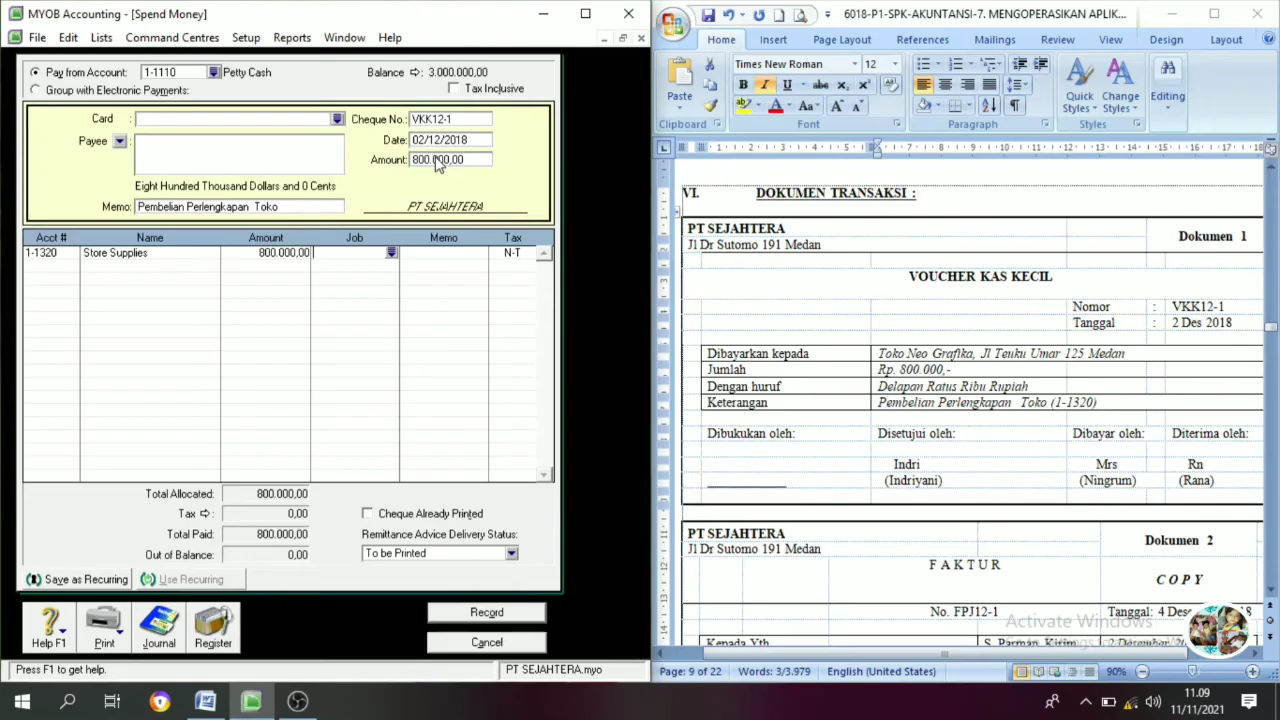 MYOB Accounting - [Spend Money]
File Edit Lists Command Centres Setup Reports Window Help
Pay from Account: 1-1110 Petty Cash Balance 3.000.000,00
Group with Electronic Payments: Tax Inclusive
Card : Cheque No.: VKK12-1
Payee : Date: 02/12/2018
Amount: 800.000,00
Eight Hundred Thousand Dollars and 0 Cents
Memo: Pembelian Perlengkapan Toko PT SEJAHTERA
Acct # Name Amount Job Memo Tax
1-1320 Store Supplies 800.000,00 N-T
Total Allocated: 800.000,00
Tax : 0,00 Cheque Already Printed
Total Paid: 800.000,00 Remittance Advice Delivery Status:
Out of Balance: 0,00 To be Printed
Save as Recurring Use Recurring
Record
Cancel
Help F1 Print Journal Register
Press F1 to get help. PT SEJAHTERA.myo
6018-P1-SPK-AKUNTANSI-7. MENGOPERASIKAN APLIK...
Home Insert Page Layout References Mailings Review View Design Layout
Times New Roman 12
Paste Quick Styles Change Styles Editing
Clipboard Font Paragraph Styles
VI. DOKUMEN TRANSAKSI :
PT SEJAHTERA Dokumen 1
Jl Dr Sutomo 191 Medan
VOUCHER KAS KECIL
Nomor : VKK12-1
Tanggal : 2 Des 2018
Dibayarkan kepada Toko Neo Grafika, Jl Teuku Umar 125 Medan
Jumlah Rp. 800.000,-
Dengan huruf Delapan Ratus Ribu Rupiah
Keterangan Pembelian Perlengkapan Toko (1-1320)
Dibukukan oleh: Disetujui oleh: Dibayar oleh: Diterima oleh:
Indri Mrs Rn
(Indriyani) (Ningrum) (Rana)
PT SEJAHTERA Dokumen 2
Jl Dr Sutomo 191 Medan
F A K T U R
C O P Y
No. FPJ12-1 Tanggal: 4 Des
Activate Windows
Kepada Yth S. Parman Kirim
Page: 9 of 22 Words: 3/3.979 English (United States) 90%
11.09
11/11/2021